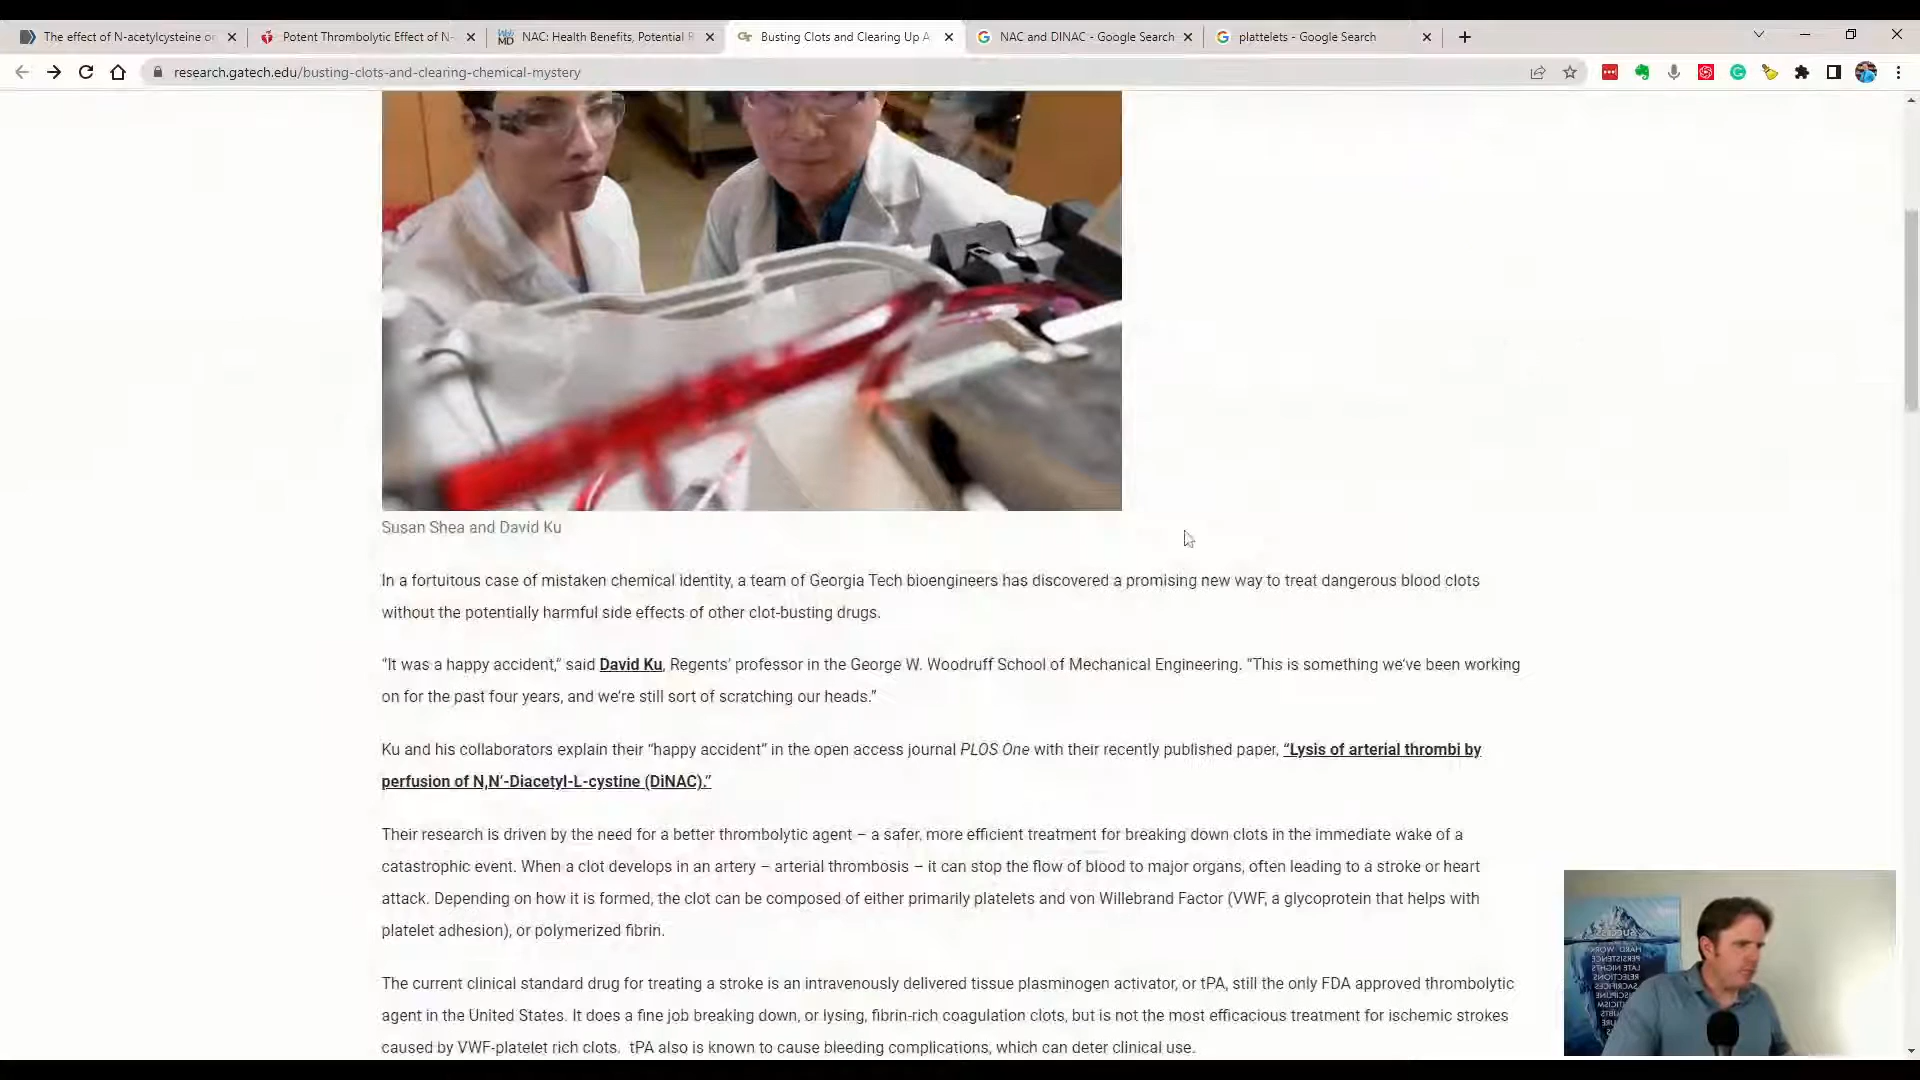 The effect of N-acetylcysteine o
Potent Thrombolytic Effect of N-
NAC: Health Benefits, Potential R
Busting Clots and Clearing Up A
NAC and DINAC - Google Search
plattelets - Google Search
research.gatech.edu/busting-clots-and-clearing-chemical-mystery
Susan Shea and David Ku
In a fortuitous case of mistaken chemical identity, a team of Georgia Tech bioengineers has discovered a promising new way to treat dangerous blood clots
without the potentially harmful side effects of other clot-busting drugs.
“It was a happy accident,” said David Ku, Regents’ professor in the George W. Woodruff School of Mechanical Engineering. “This is something we’ve been working
on for the past four years, and we’re still sort of scratching our heads.”
Ku and his collaborators explain their “happy accident” in the open access journal PLOS One with their recently published paper, “Lysis of arterial thrombi by
perfusion of N,N’-Diacetyl-L-cystine (DiNAC).”
Their research is driven by the need for a better thrombolytic agent – a safer, more efficient treatment for breaking down clots in the immediate wake of a
catastrophic event. When a clot develops in an artery – arterial thrombosis – it can stop the flow of blood to major organs, often leading to a stroke or heart
attack. Depending on how it is formed, the clot can be composed of either primarily platelets and von Willebrand Factor (VWF, a glycoprotein that helps with
platelet adhesion), or polymerized fibrin.
The current clinical standard drug for treating a stroke is an intravenously delivered tissue plasminogen activator, or tPA, still the only FDA approved thrombolytic
agent in the United States. It does a fine job breaking down, or lysing, fibrin-rich coagulation clots, but is not the most efficacious treatment for ischemic strokes
caused by VWF-platelet rich clots. tPA also is known to cause bleeding complications, which can deter clinical use.
SUCCESS
HARD WORK
PERSISTENCE
LATE NIGHTS
REJECTIONS
SACRIFICES
DISCIPLINE
CRITICISM